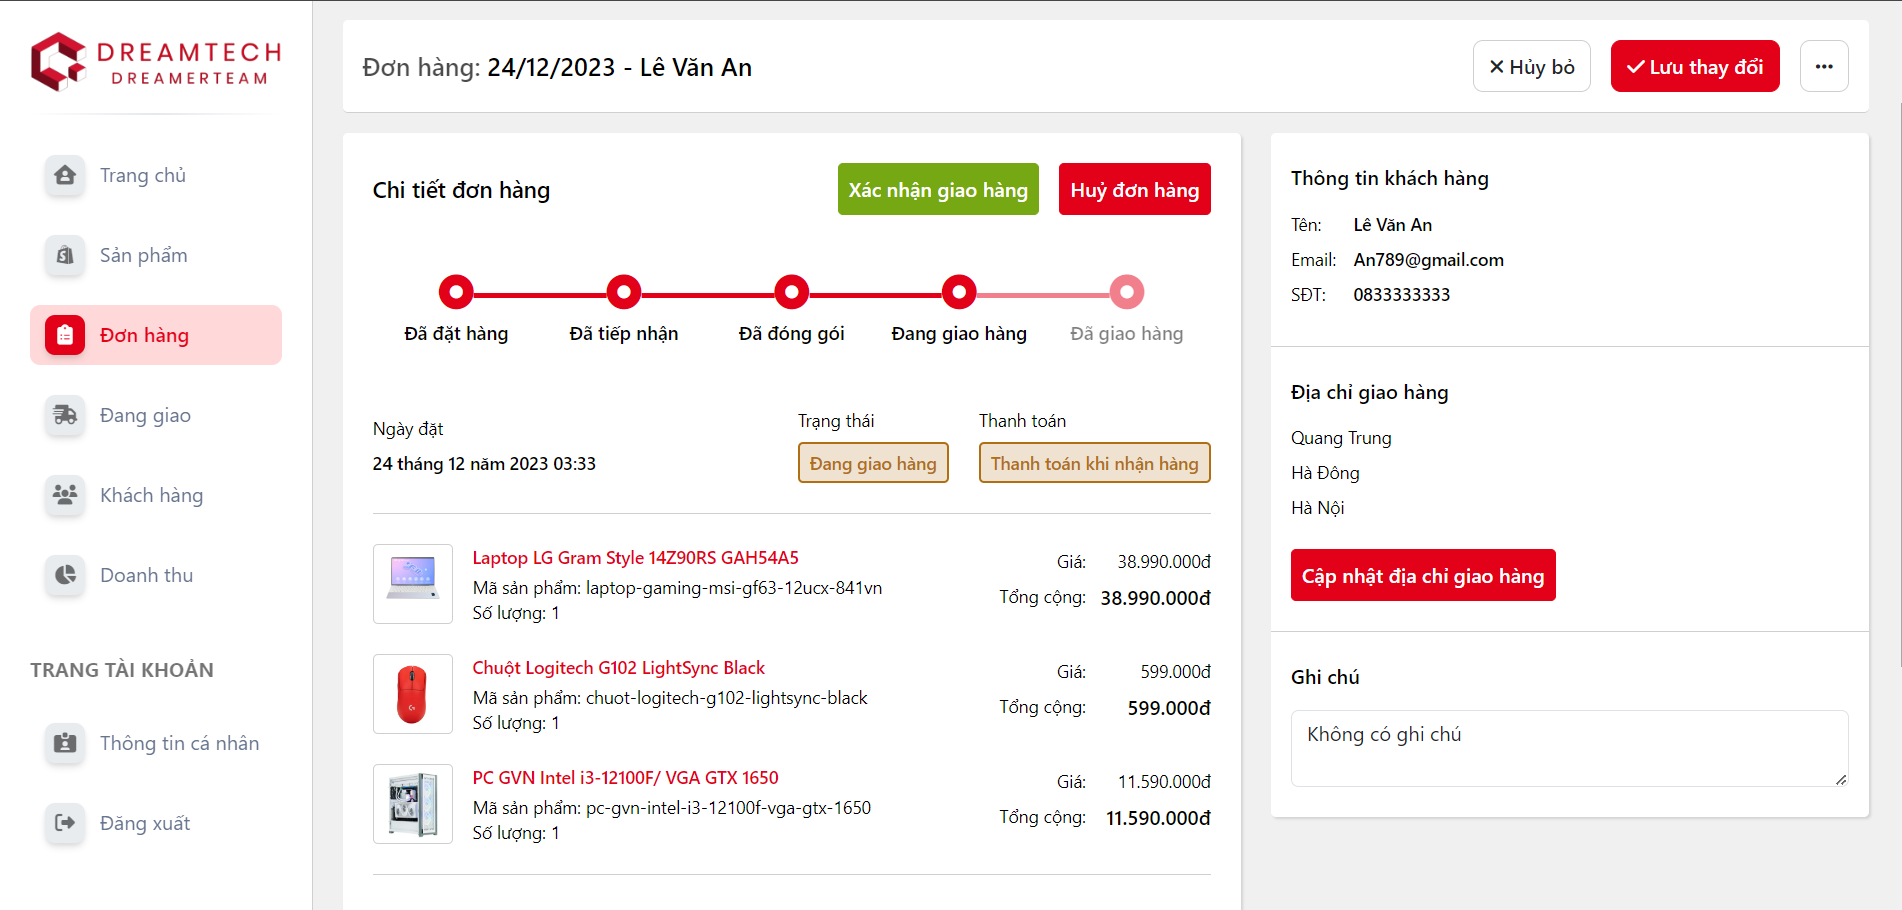 DREAMTECH
DREAMERTEAM
Trang chủ
Sản phẩm
Đơn hàng
Đang giao
Khách hàng
Doanh thu
TRANG TÀI KHOẢN
Thông tin cá nhân
Đăng xuất
Đơn hàng: 24/12/2023 - Lê Văn An
Hủy bỏ
Lưu thay đổi
Chi tiết đơn hàng
Xác nhận giao hàng
Huỷ đơn hàng
Đã đặt hàng
Đã tiếp nhận
Đã đóng gói
Đang giao hàng
Đã giao hàng
Ngày đặt
24 tháng 12 năm 2023 03:33
Trạng thái
Đang giao hàng
Thanh toán
Thanh toán khi nhận hàng
Laptop LG Gram Style 14Z90RS GAH54A5
Mã sản phẩm: laptop-gaming-msi-gf63-12ucx-841vn
Số lượng: 1
Giá: 38.990.000đ
Tổng cộng: 38.990.000đ
Chuột Logitech G102 LightSync Black
Mã sản phẩm: chuot-logitech-g102-lightsync-black
Số lượng: 1
Giá: 599.000đ
Tổng cộng: 599.000đ
PC GVN Intel i3-12100F/ VGA GTX 1650
Mã sản phẩm: pc-gvn-intel-i3-12100f-vga-gtx-1650
Số lượng: 1
Giá: 11.590.000đ
Tổng cộng: 11.590.000đ
Thông tin khách hàng
Tên: Lê Văn An
Email: An789@gmail.com
SĐT: 0833333333
Địa chỉ giao hàng
Quang Trung
Hà Đông
Hà Nội
Cập nhật địa chỉ giao hàng
Ghi chú
Không có ghi chú